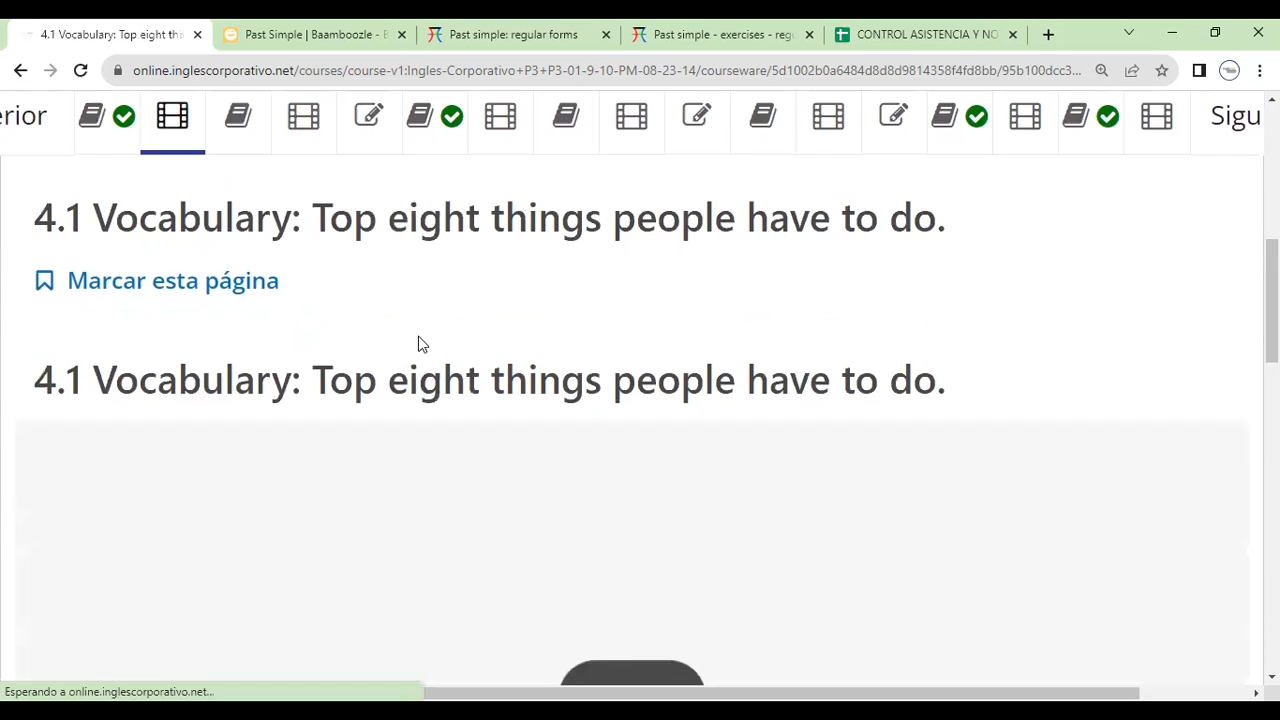 4.1 Vocabulary: Top eight thi
Past Simple | Baamboozle - B
Past simple: regular forms
Past simple - exercises - regu
CONTROL ASISTENCIA Y NO
online.inglescorporativo.net/courses/course-v1:Ingles-Corporativo+P3+P3-01-9-10-PM-08-23-14/courseware/5d1002b0a6484d8d8d9814358f4fd8bb/95b100dcc3...
erior
Sigu
4.1 Vocabulary: Top eight things people have to do.
Marcar esta página
4.1 Vocabulary: Top eight things people have to do.
Esperando a online.inglescorporativo.net...